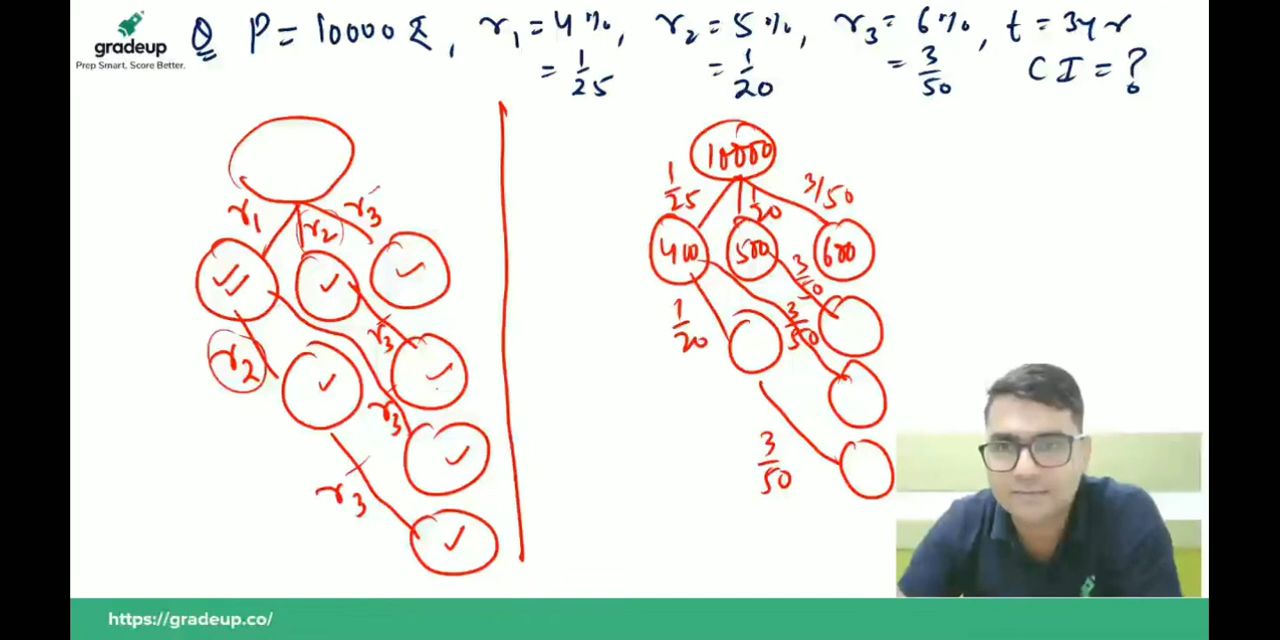 gradeup
Prep Smart. Score Better.
Q P = 10000 ₹, r1 = 4%, r2 = 5%, r3 = 6%, t = 3yr
= 1/25 = 1/20 = 3/50 CI = ?
r1 r2 r3
r2 r3
r3
r3
10000
1/25 1/20 3/50
400 500 600
1/20 3/50 3/50
3/50
https://gradeup.co/